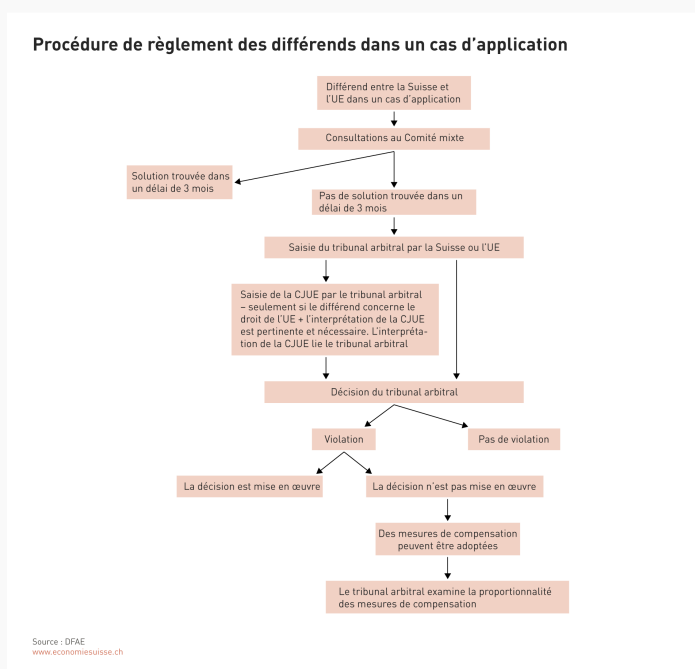 Procédure de règlement des différends dans un cas d’application
Différend entre la Suisse et
l’UE dans un cas d’application
Consultations au Comité mixte
Solution trouvée dans
un délai de 3 mois
Pas de solution trouvée dans un
délai de 3 mois
Saisie du tribunal arbitral par la Suisse ou l’UE
Saisie de la CJUE par le tribunal arbitral
– seulement si le différend concerne le
droit de l’UE + l’interprétation de la CJUE
est pertinente et nécessaire. L’interpréta-
tion de la CJUE lie le tribunal arbitral
Décision du tribunal arbitral
Violation
Pas de violation
La décision est mise en œuvre
La décision n’est pas mise en œuvre
Des mesures de compensation
peuvent être adoptées
Le tribunal arbitral examine la proportionnalité
des mesures de compensation
Source : DFAE
www.economiesuisse.ch